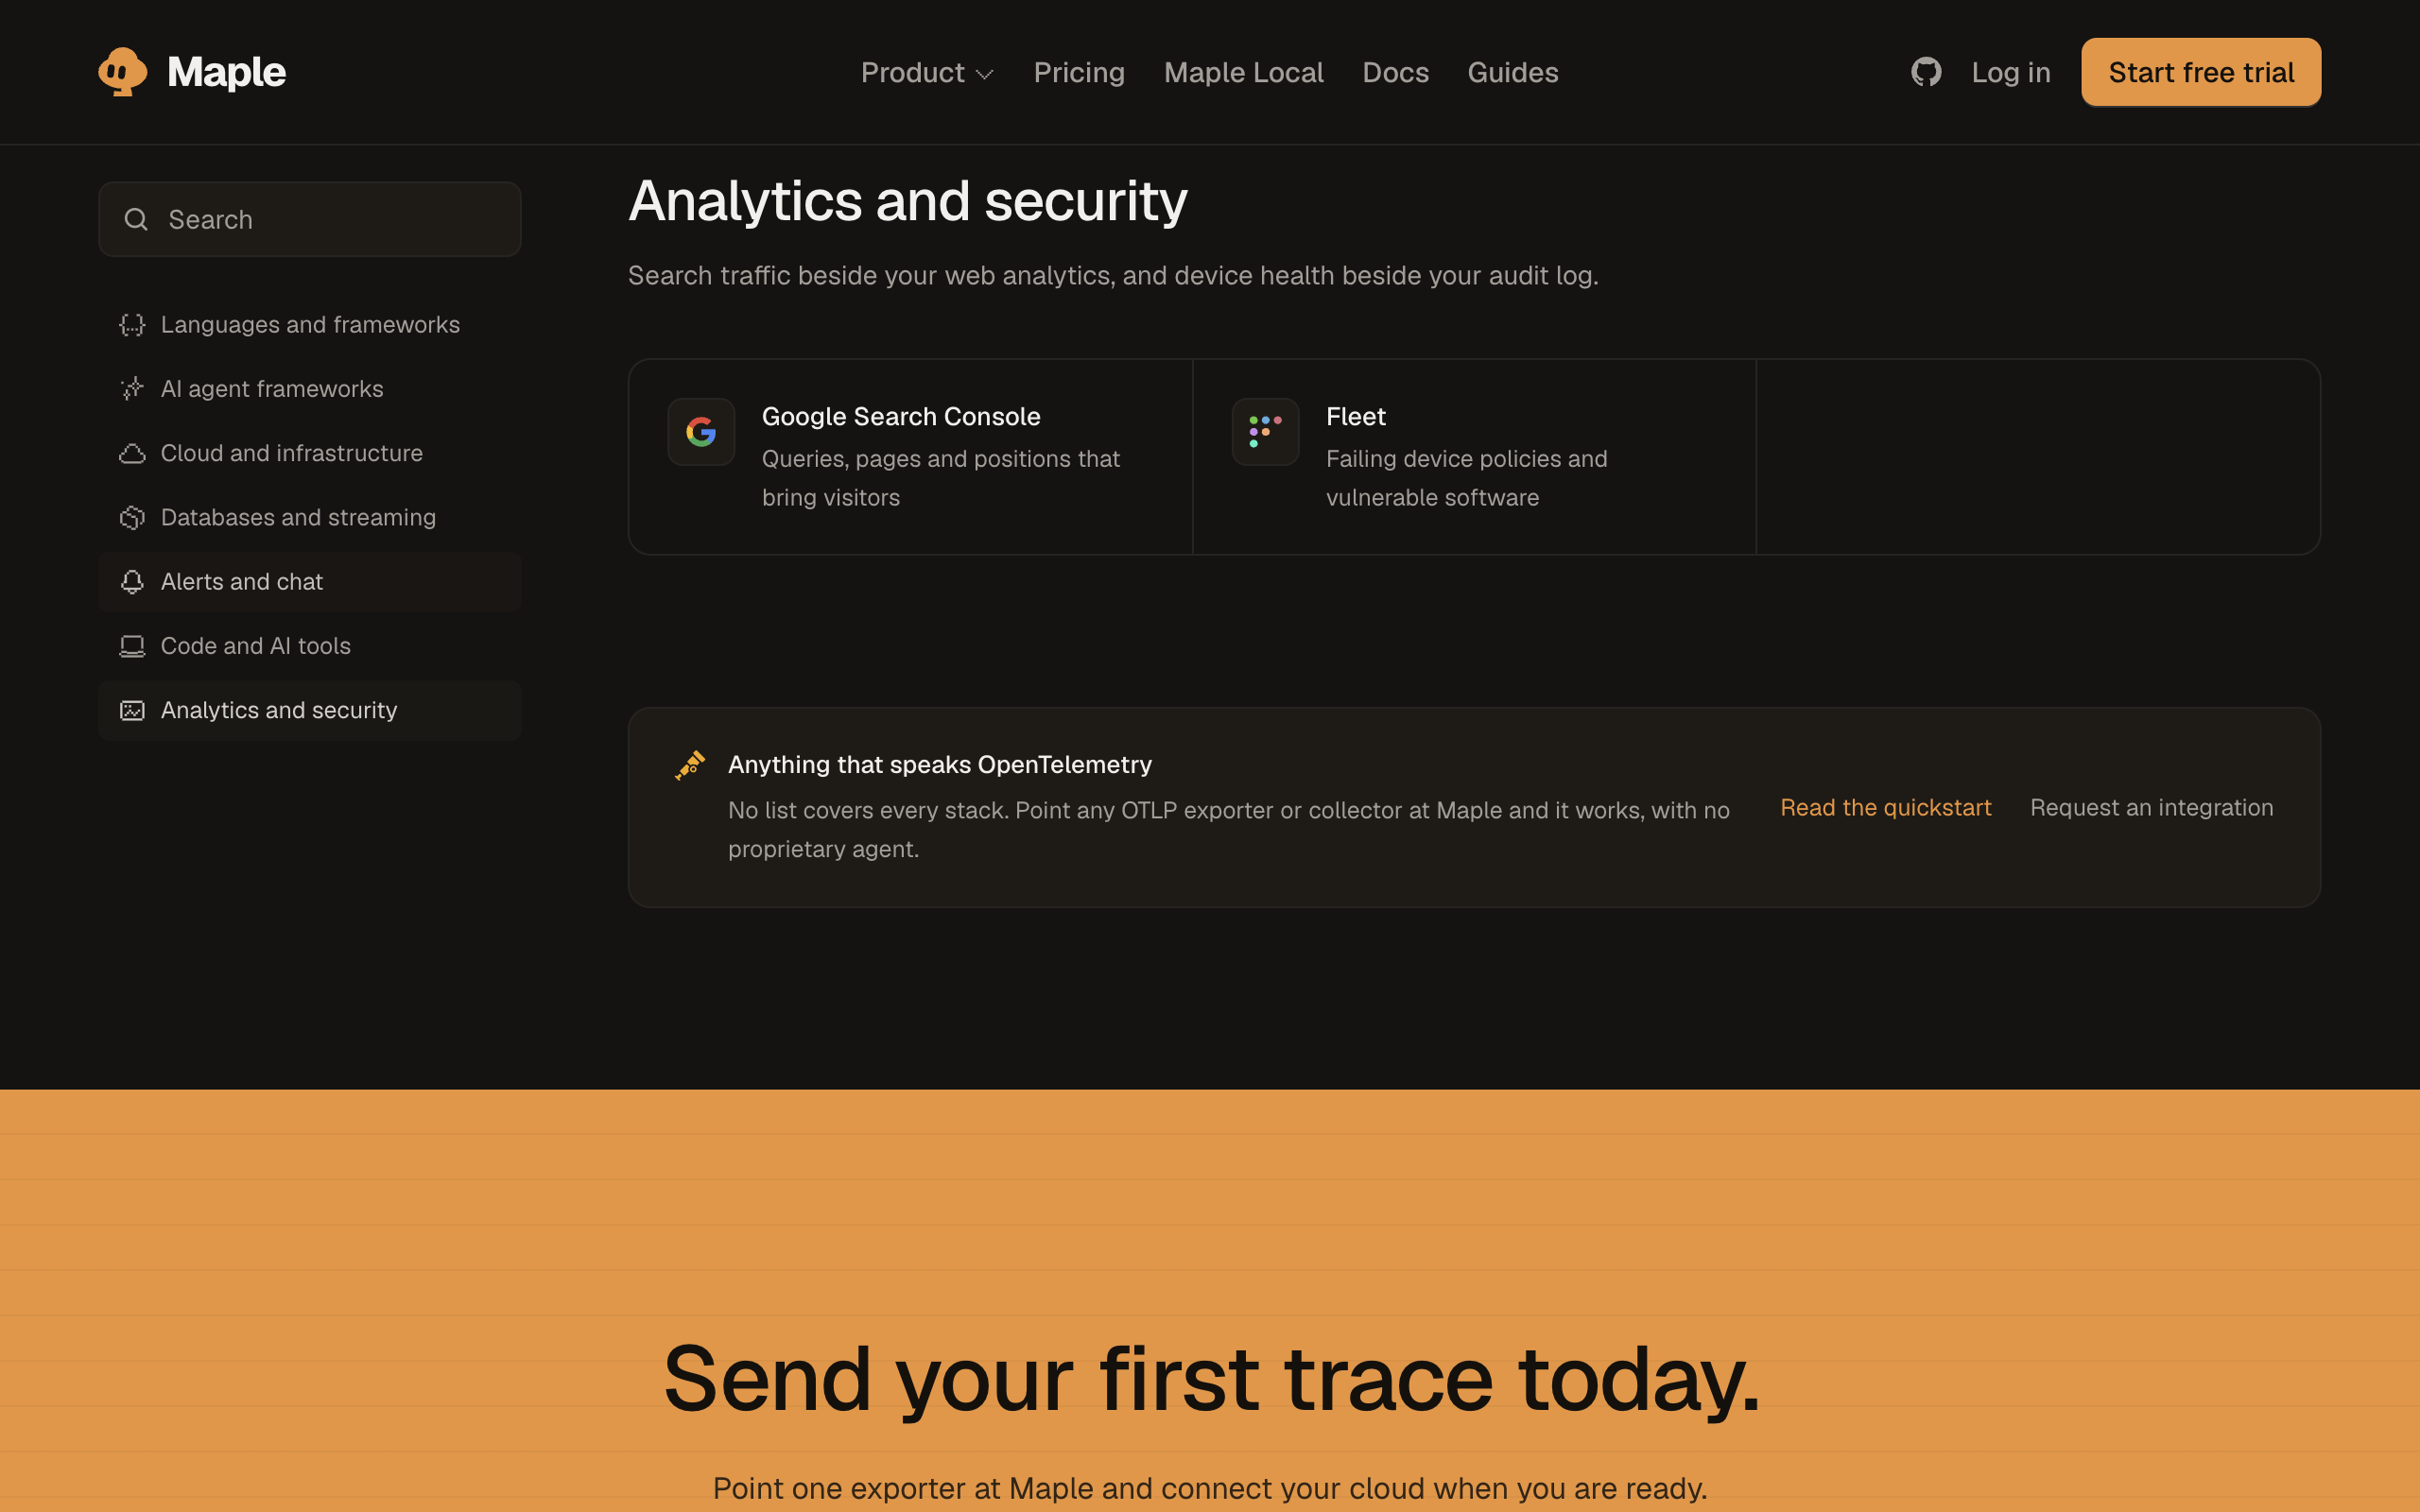 Maple
Product
Pricing
Maple Local
Docs
Guides
Log in
Start free trial
Search
Languages and frameworks
AI agent frameworks
Cloud and infrastructure
Databases and streaming
Alerts and chat
Code and AI tools
Analytics and security
Analytics and security
Search traffic beside your web analytics, and device health beside your audit log.
Google Search Console
Queries, pages and positions that
bring visitors
Fleet
Failing device policies and
vulnerable software
Anything that speaks OpenTelemetry
No list covers every stack. Point any OTLP exporter or collector at Maple and it works, with no
proprietary agent.
Read the quickstart
Request an integration
Send your first trace today.
Point one exporter at Maple and connect your cloud when you are ready.